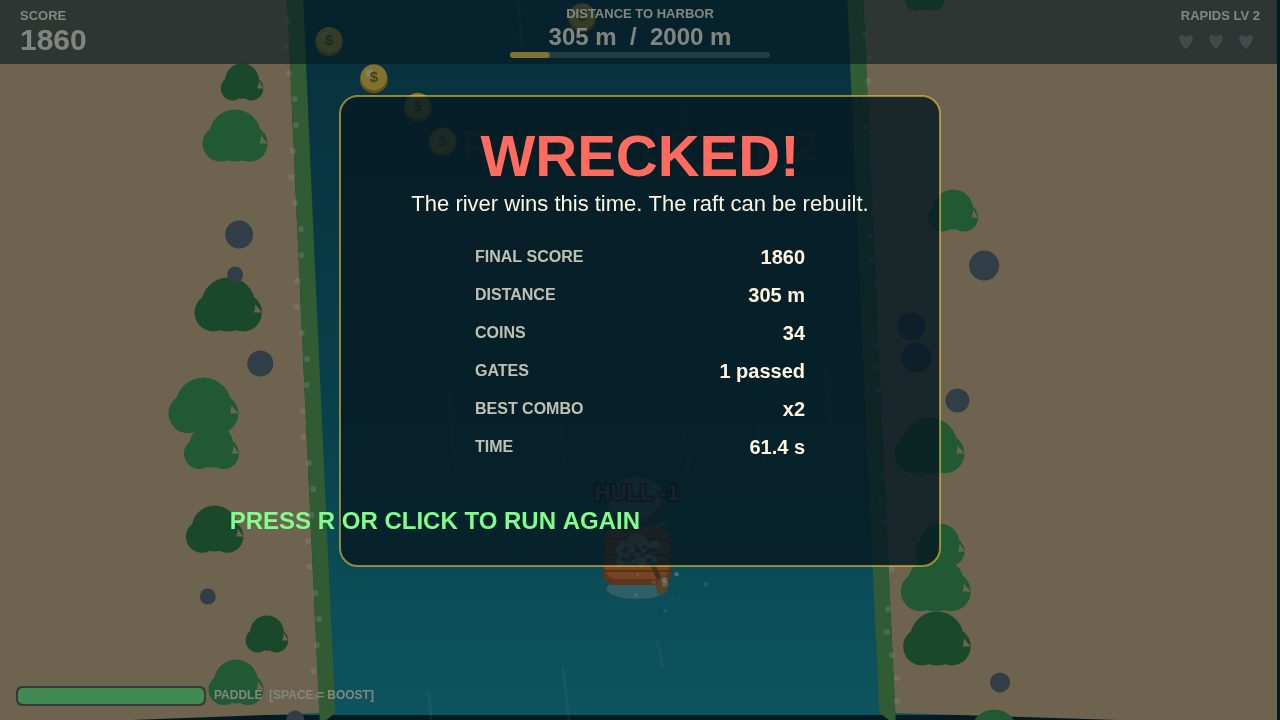 SCORE
1860
DISTANCE TO HARBOR
305 m / 2000 m
RAPIDS LV 2
WRECKED!
The river wins this time. The raft can be rebuilt.
FINAL SCORE 1860
DISTANCE 305 m
COINS 34
GATES 1 passed
BEST COMBO x2
TIME 61.4 s
HULL -1
PRESS R OR CLICK TO RUN AGAIN
PADDLE [SPACE = BOOST]